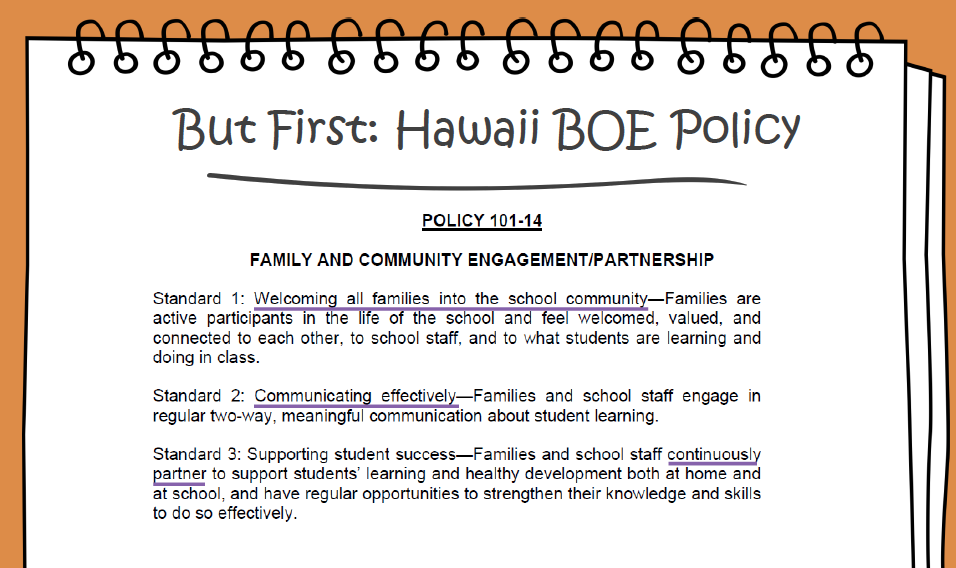 But First: Hawaii BOE Policy
POLICY 101-14
FAMILY AND COMMUNITY ENGAGEMENT/PARTNERSHIP
Standard 1: Welcoming all families into the school community—Families are
active participants in the life of the school and feel welcomed, valued, and
connected to each other, to school staff, and to what students are learning and
doing in class.
Standard 2: Communicating effectively—Families and school staff engage in
regular two-way, meaningful communication about student learning.
Standard 3: Supporting student success—Families and school staff continuously
partner to support students’ learning and healthy development both at home and
at school, and have regular opportunities to strengthen their knowledge and skills
to do so effectively.